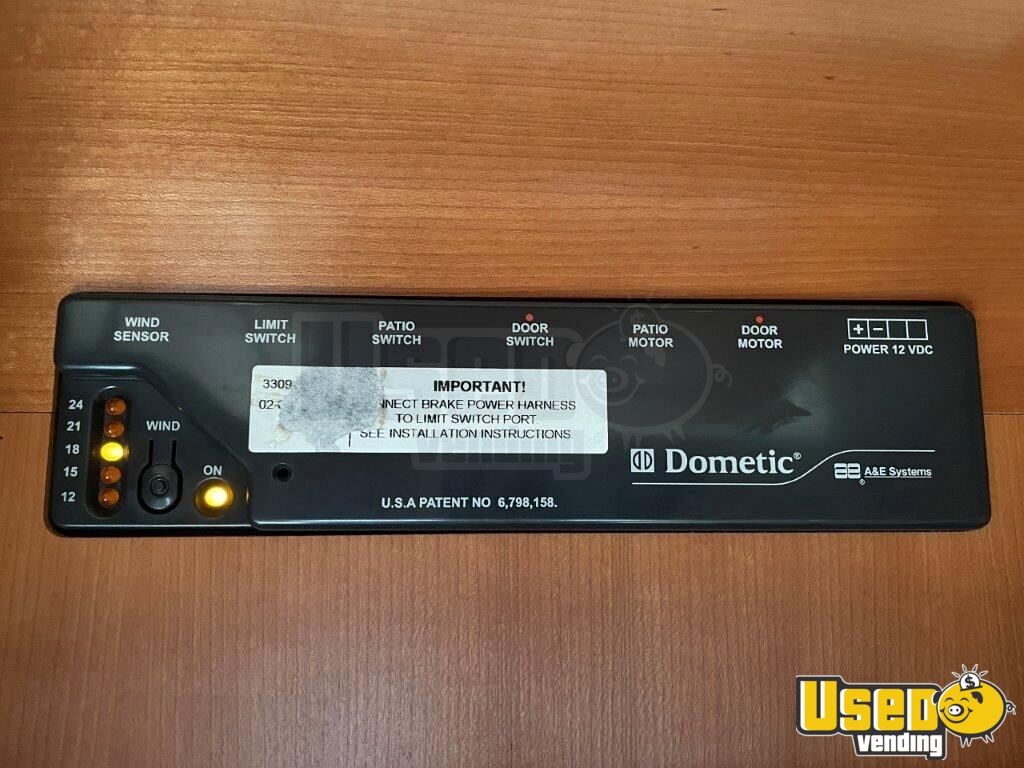 WIND
SENSOR
LIMIT
SWITCH
PATIO
SWITCH
DOOR
SWITCH
PATIO
MOTOR
DOOR
MOTOR
+ -
POWER 12 VDC
3309
IMPORTANT!
02-
BRAKE POWER HARNESS
TO LIMIT SWITCH PORT.
SEE INSTALLATION INSTRUCTIONS
24
21
18
15
12
WIND
ON
Dometic®
A&E Systems
®
U.S.A PATENT NO 6,798,158.
Used
vending
USED
vending